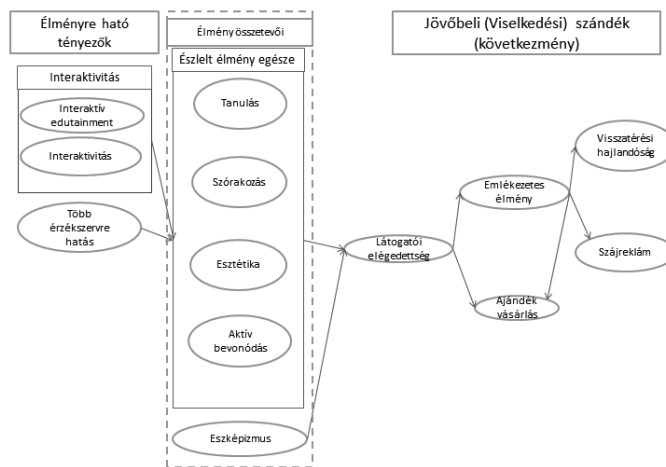 Élményre ható
tényezők
Interaktivitás
Interaktív
edutainment
Interaktivitás
Több
érzékszervre
hatás
Élmény összetevői
Észlelt élmény egésze
Tanulás
Szórakozás
Esztétika
Aktív
bevonódás
Eszképizmus
Jövőbeli (Viselkedési) szándék
(következmény)
Látogatói
elégedettség
Emlékezetes
élmény
Ajándék
vásárlás
Visszatérési
hajlandóság
Szájreklám